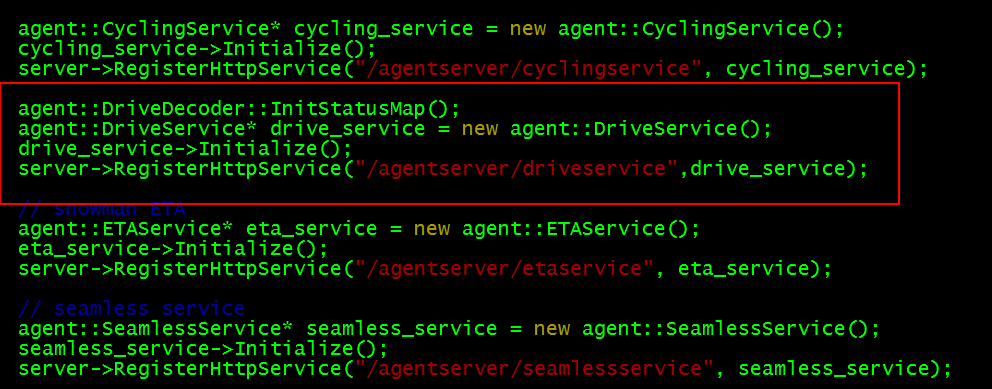 agent::CyclingService* cycling_service = new agent::CyclingService();
cycling_service->Initialize();
server->RegisterHttpService("/agentserver/cyclingservice", cycling_service);
agent::DriveDecoder::InitStatusMap();
agent::DriveService* drive_service = new agent::DriveService();
drive_service->Initialize();
server->RegisterHttpService("/agentserver/driveservice",drive_service);
// snowman ETA
agent::ETAService* eta_service = new agent::ETAService();
eta_service->Initialize();
server->RegisterHttpService("/agentserver/etaservice", eta_service);
// seamless service
agent::SeamlessService* seamless_service = new agent::SeamlessService();
seamless_service->Initialize();
server->RegisterHttpService("/agentserver/seamlessservice", seamless_service);